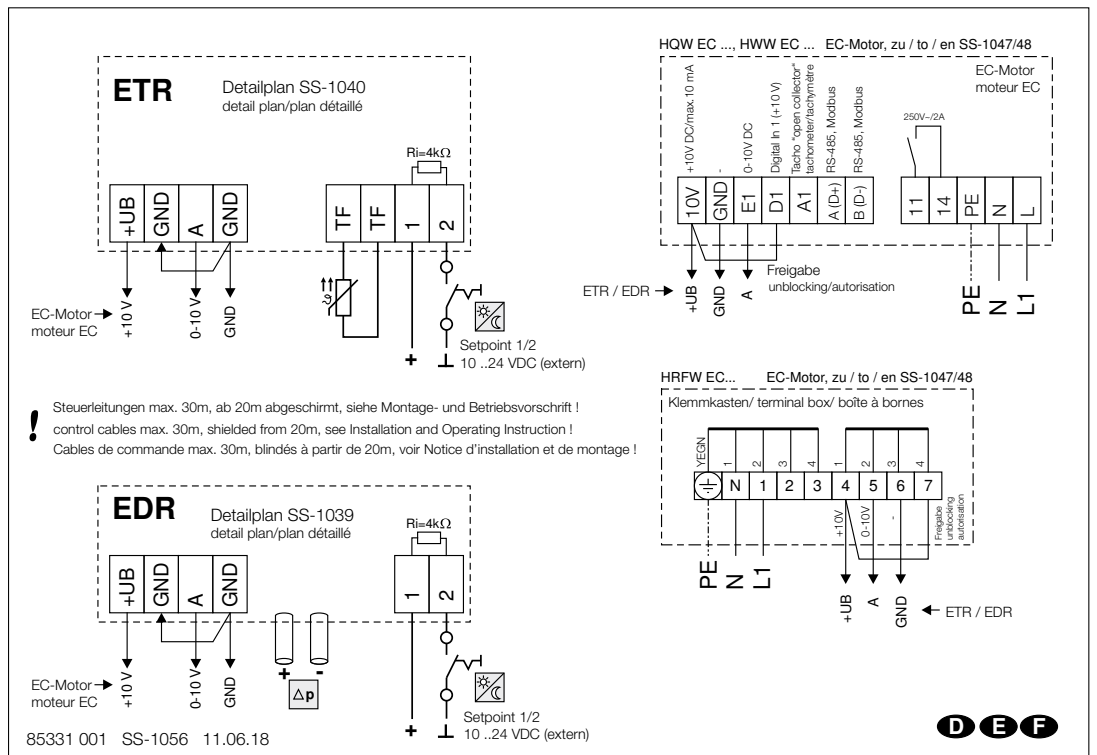 ETR
Detailplan SS-1040
detail plan/plan détaillé
Ri=4kΩ
+UB
GND
A
GND
TF
TF
1
2
ϑ
EC-Motor
moteur EC
+10 V
0-10 V
GND
+
Setpoint 1/2
10 ..24 VDC (extern)
! Steuerleitungen max. 30m, ab 20m abgeschirmt, siehe Montage- und Betriebsvorschrift !
control cables max. 30m, shielded from 20m, see Installation and Operating Instruction !
Cables de commande max. 30m, blindés à partir de 20m, voir Notice d'installation et de montage !
EDR
Detailplan SS-1039
detail plan/plan détaillé
Ri=4kΩ
+UB
GND
A
GND
1
2
EC-Motor
moteur EC
+10 V
0-10 V
GND
+
-
Δp
+
Setpoint 1/2
10 ..24 VDC (extern)
85331 001 SS-1056 11.06.18
HQW EC ..., HWW EC ... EC-Motor, zu / to / en SS-1047/48
EC-Motor
moteur EC
+10V DC/max.10 mA
-
0-10V DC
Digital In 1 (+10 V)
Tacho "open collector"
tachometer/tachymètre
RS-485, Modbus
RS-485, Modbus
250V~/2A
10V
GND
E1
D1
A1
A (D+)
B (D-)
11
14
PE
N
L
Freigabe
unblocking/autorisation
ETR / EDR
+UB
GND
A
PE
N
L1
HRFW EC... EC-Motor, zu / to / en SS-1047/48
Klemmkasten/ terminal box/ boîte à bornes
YEGN
1
2
3
4
1
2
3
4
N
1
2
3
4
5
6
7
+10V
0-10V
-
Freigabe
unblocking
autorisation
PE
N
L1
+UB
A
GND
ETR / EDR
D E F